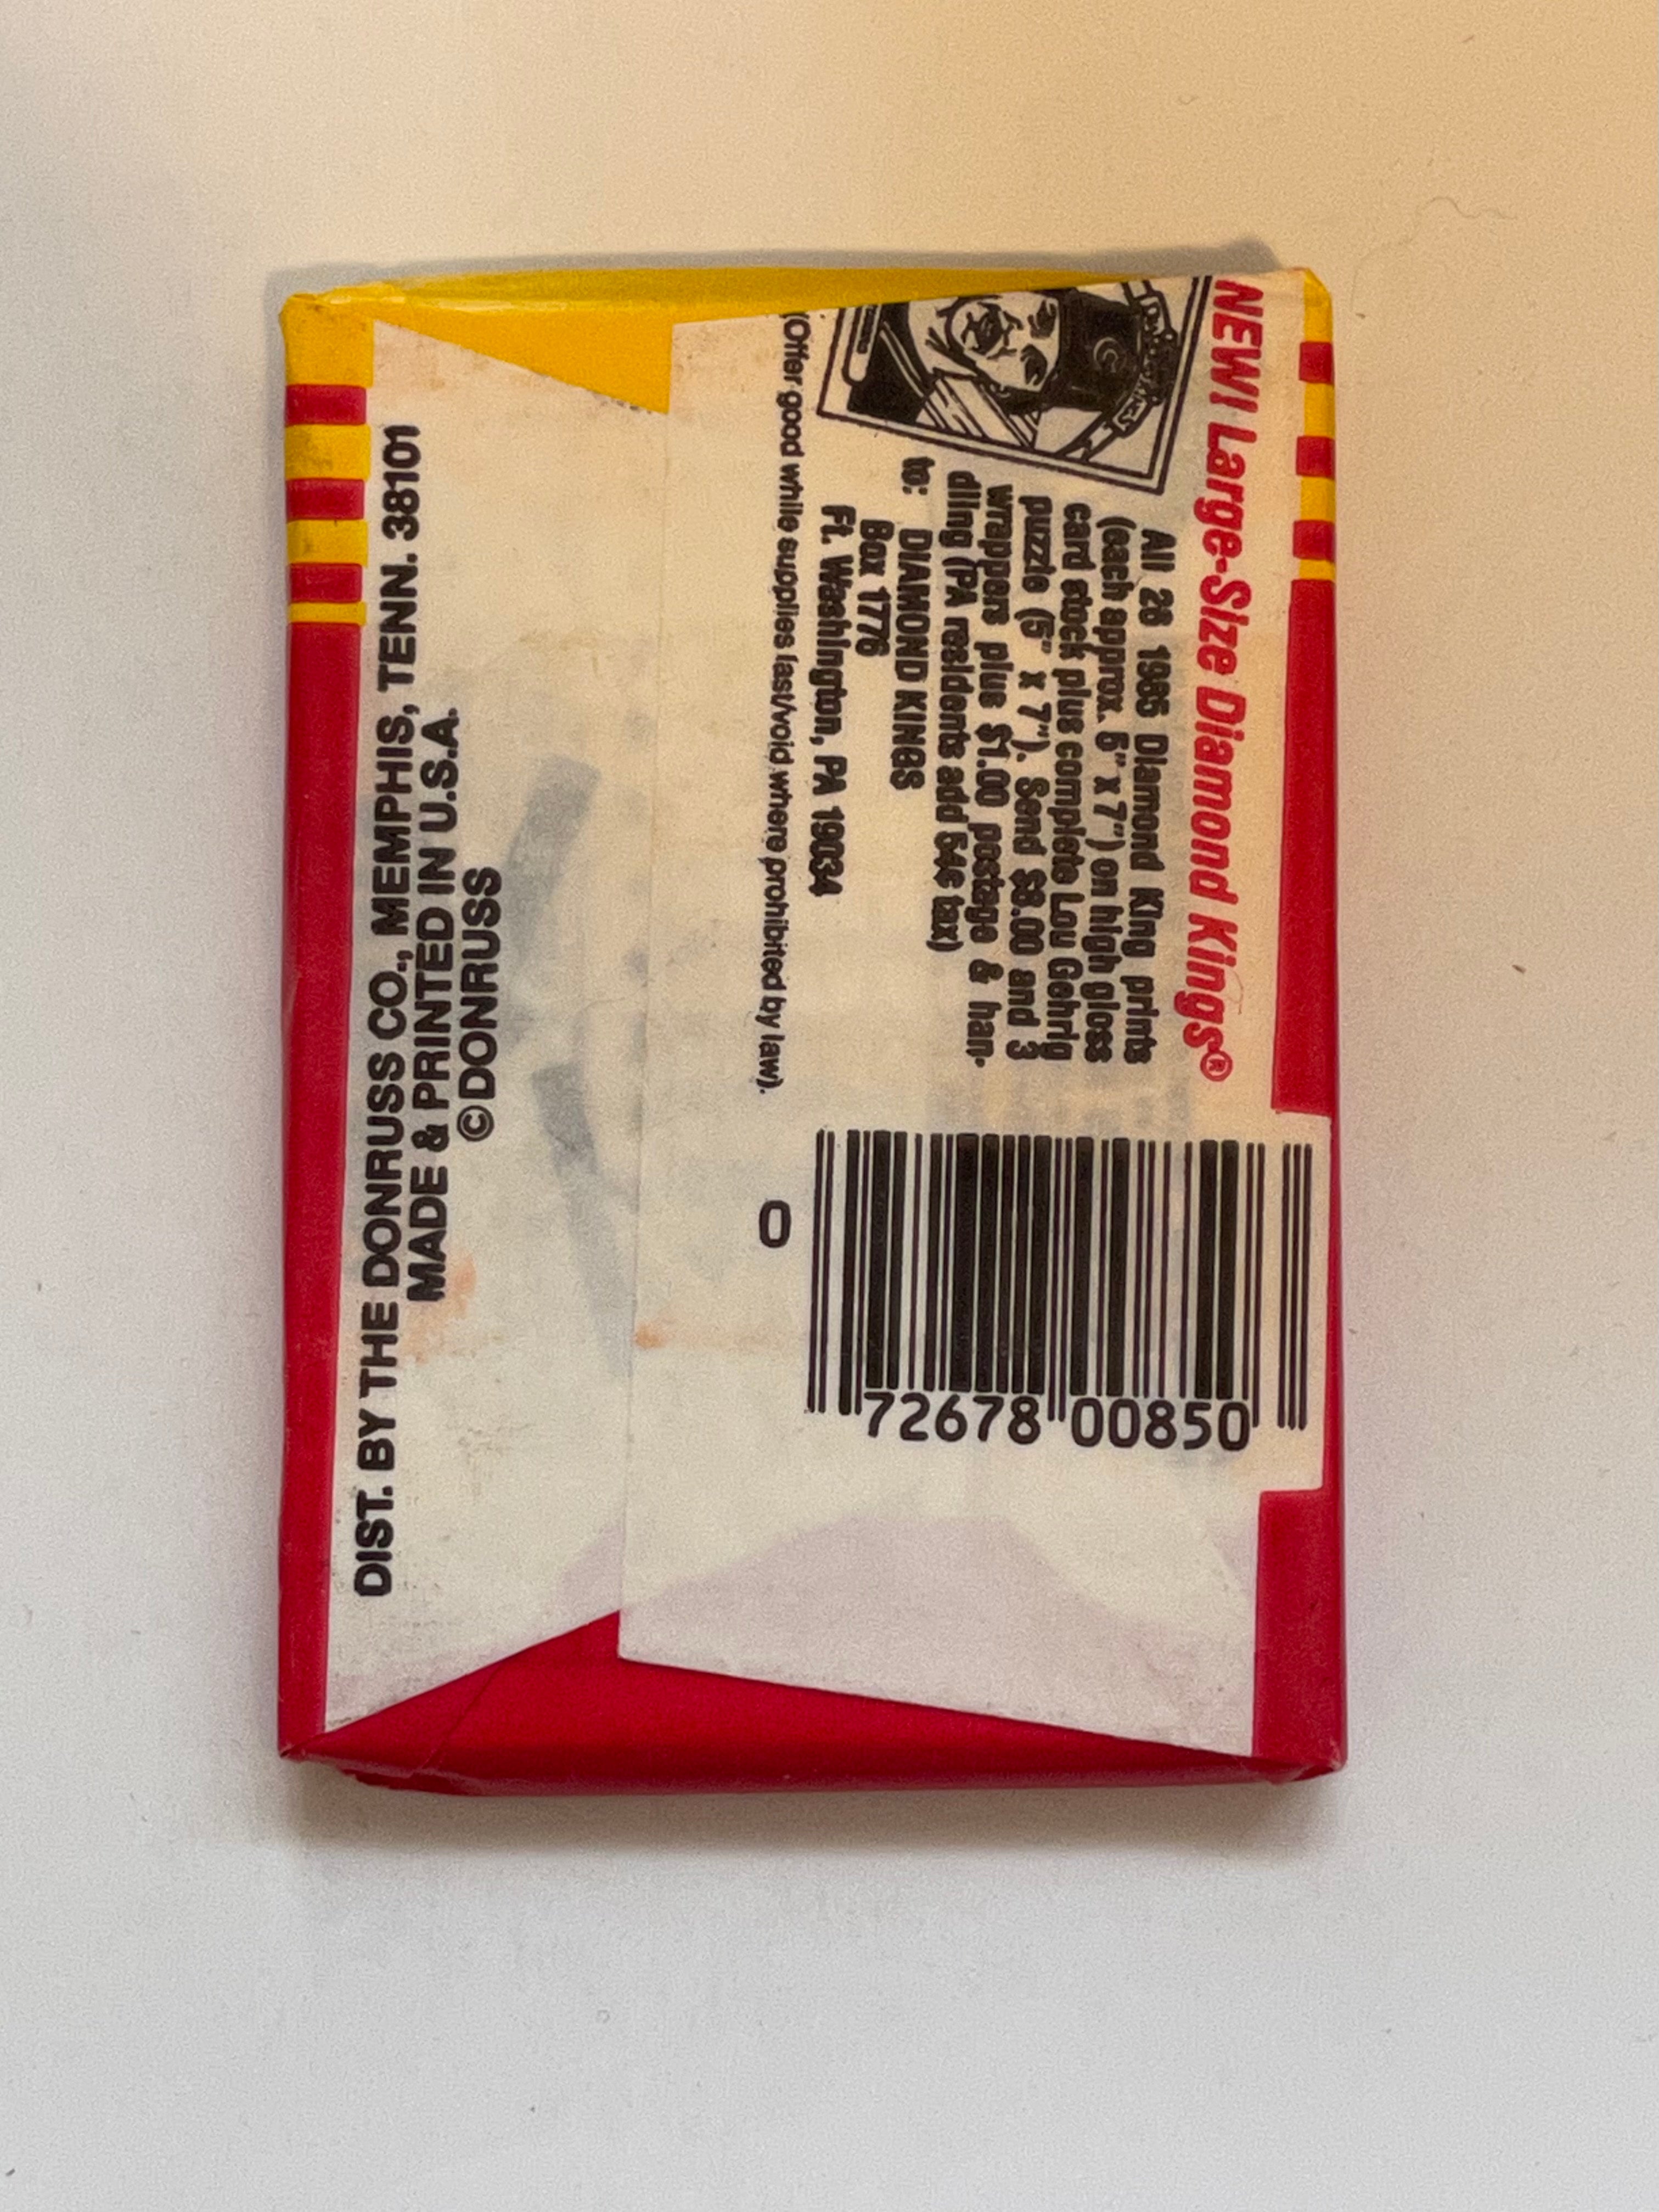 NEW! Large-Size Diamond Kings®
All 26 1985 Diamond King prints
(each approx. 5" x 7") on high gloss
card stock plus complete Lou Gehrig
puzzle (5" x 7"). Send $8.00 and 3
wrappers plus $1.00 postage & han-
dling (PA residents add 54¢ tax)
to: DIAMOND KINGS
Box 1776
Ft. Washington, PA 19034
(Offer good while supplies last/void where prohibited by law).
0
72678 00850
DIST. BY THE DONRUSS CO., MEMPHIS, TENN. 38101
MADE & PRINTED IN U.S.A.
©DONRUSS